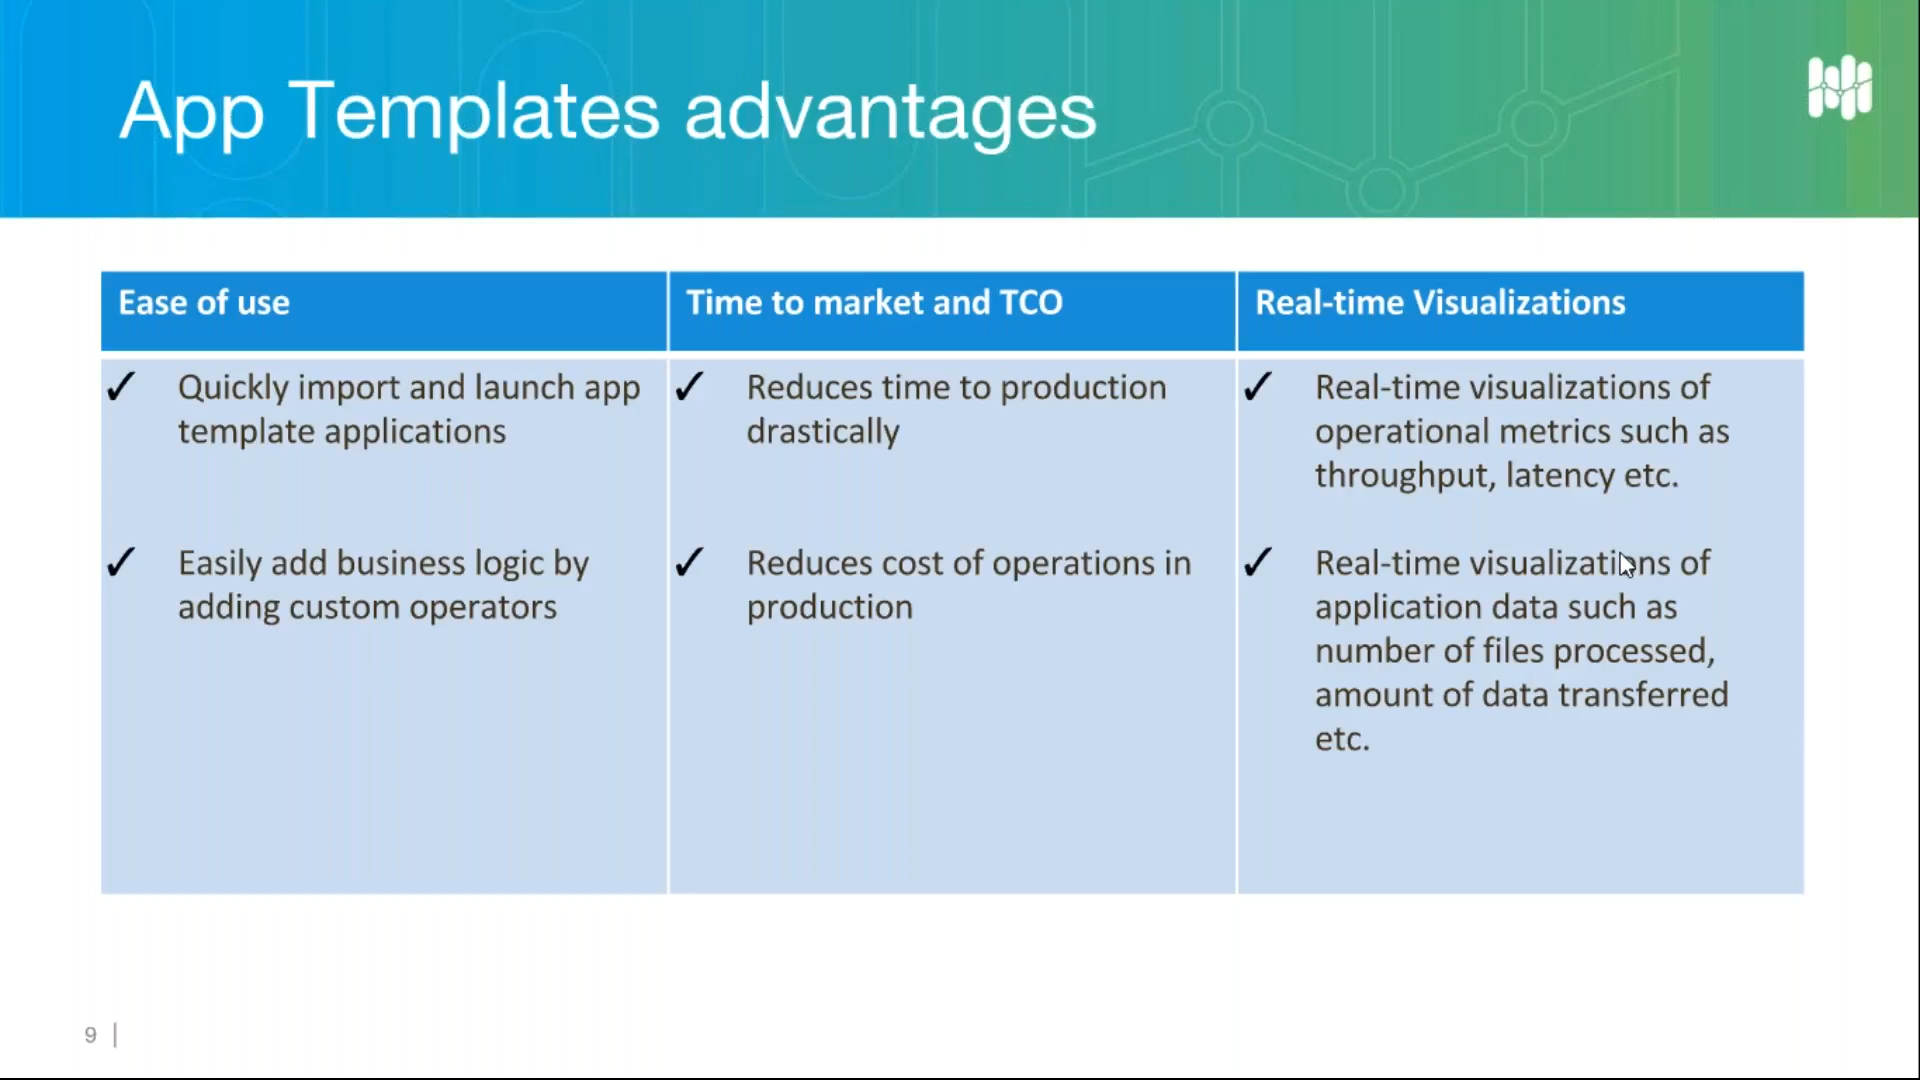 App Templates advantages
Ease of use
Time to market and TCO
Real-time Visualizations
✓ Quickly import and launch app
template applications
✓ Easily add business logic by
adding custom operators
✓ Reduces time to production
drastically
✓ Reduces cost of operations in
production
✓ Real-time visualizations of
operational metrics such as
throughput, latency etc.
✓ Real-time visualizations of
application data such as
number of files processed,
amount of data transferred
etc.
9 |